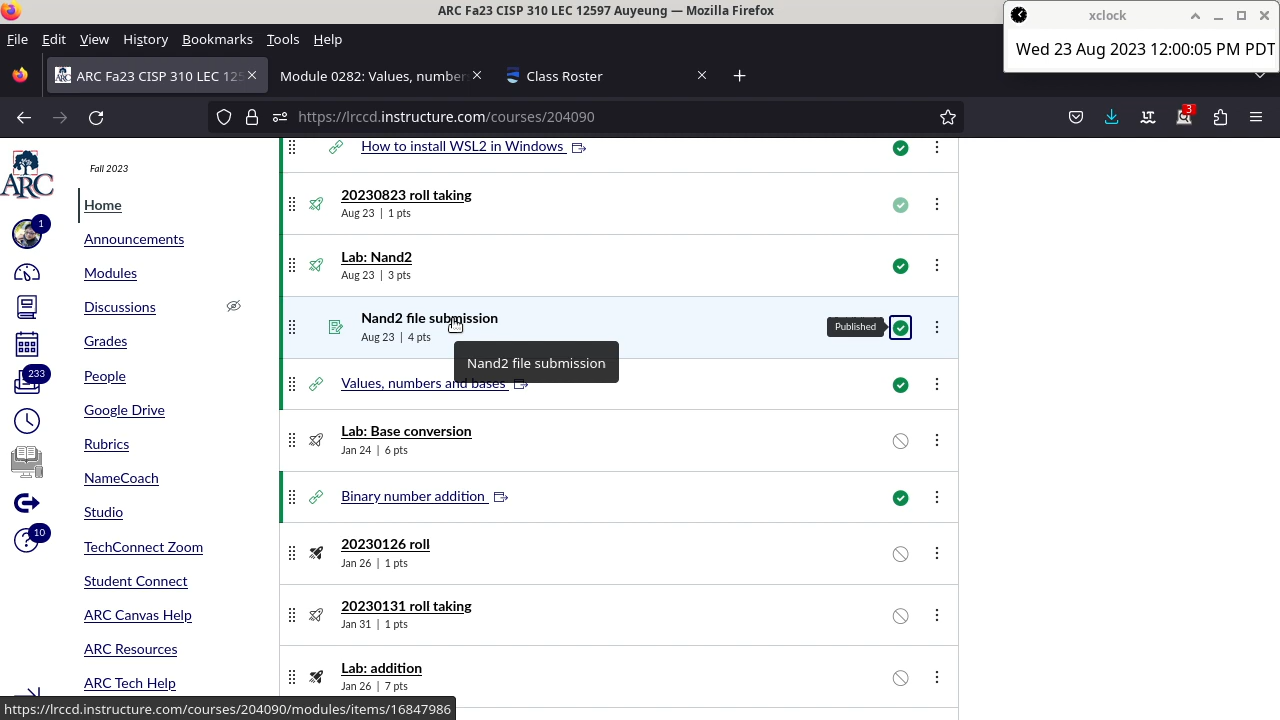 ARC Fa23 CISP 310 LEC 12597 Auyeung — Mozilla Firefox
xclock
Wed 23 Aug 2023 12:00:05 PM PDT
File Edit View History Bookmarks Tools Help
ARC Fa23 CISP 310 LEC 125
Module 0282: Values, number
Class Roster
https://lrccd.instructure.com/courses/204090
3
ARC
Fall 2023
1
233
10
Home
Announcements
Modules
Discussions
Grades
People
Google Drive
Rubrics
NameCoach
Studio
TechConnect Zoom
Student Connect
ARC Canvas Help
ARC Resources
ARC Tech Help
How to install WSL2 in Windows
20230823 roll taking
Aug 23 | 1 pts
Lab: Nand2
Aug 23 | 3 pts
Nand2 file submission
Aug 23 | 4 pts
Published
Nand2 file submission
Values, numbers and bases
Lab: Base conversion
Jan 24 | 6 pts
Binary number addition
20230126 roll
Jan 26 | 1 pts
20230131 roll taking
Jan 31 | 1 pts
Lab: addition
Jan 26 | 7 pts
https://lrccd.instructure.com/courses/204090/modules/items/16847986